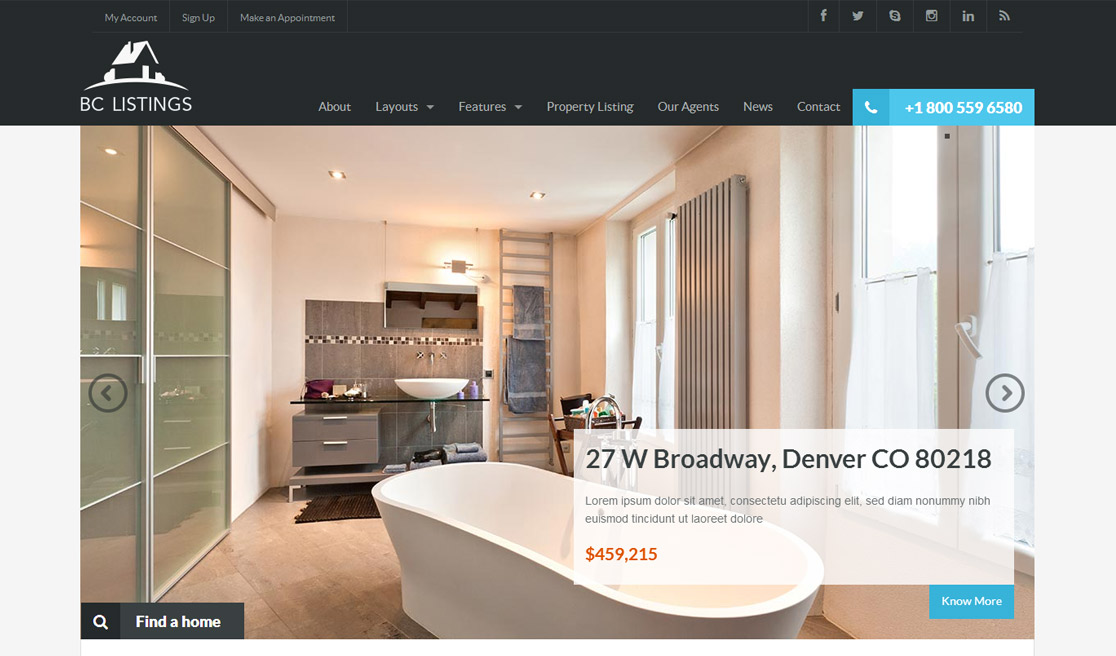 My Account
Sign Up
Make an Appointment
BC LISTINGS
About
Layouts
Features
Property Listing
Our Agents
News
Contact
+1 800 559 6580
27 W Broadway, Denver CO 80218
Lorem ipsum dolor sit amet, consectetu adipiscing elit, sed diam nonummy nibh
euismod tincidunt ut laoreet dolore
$459,215
Know More
Find a home